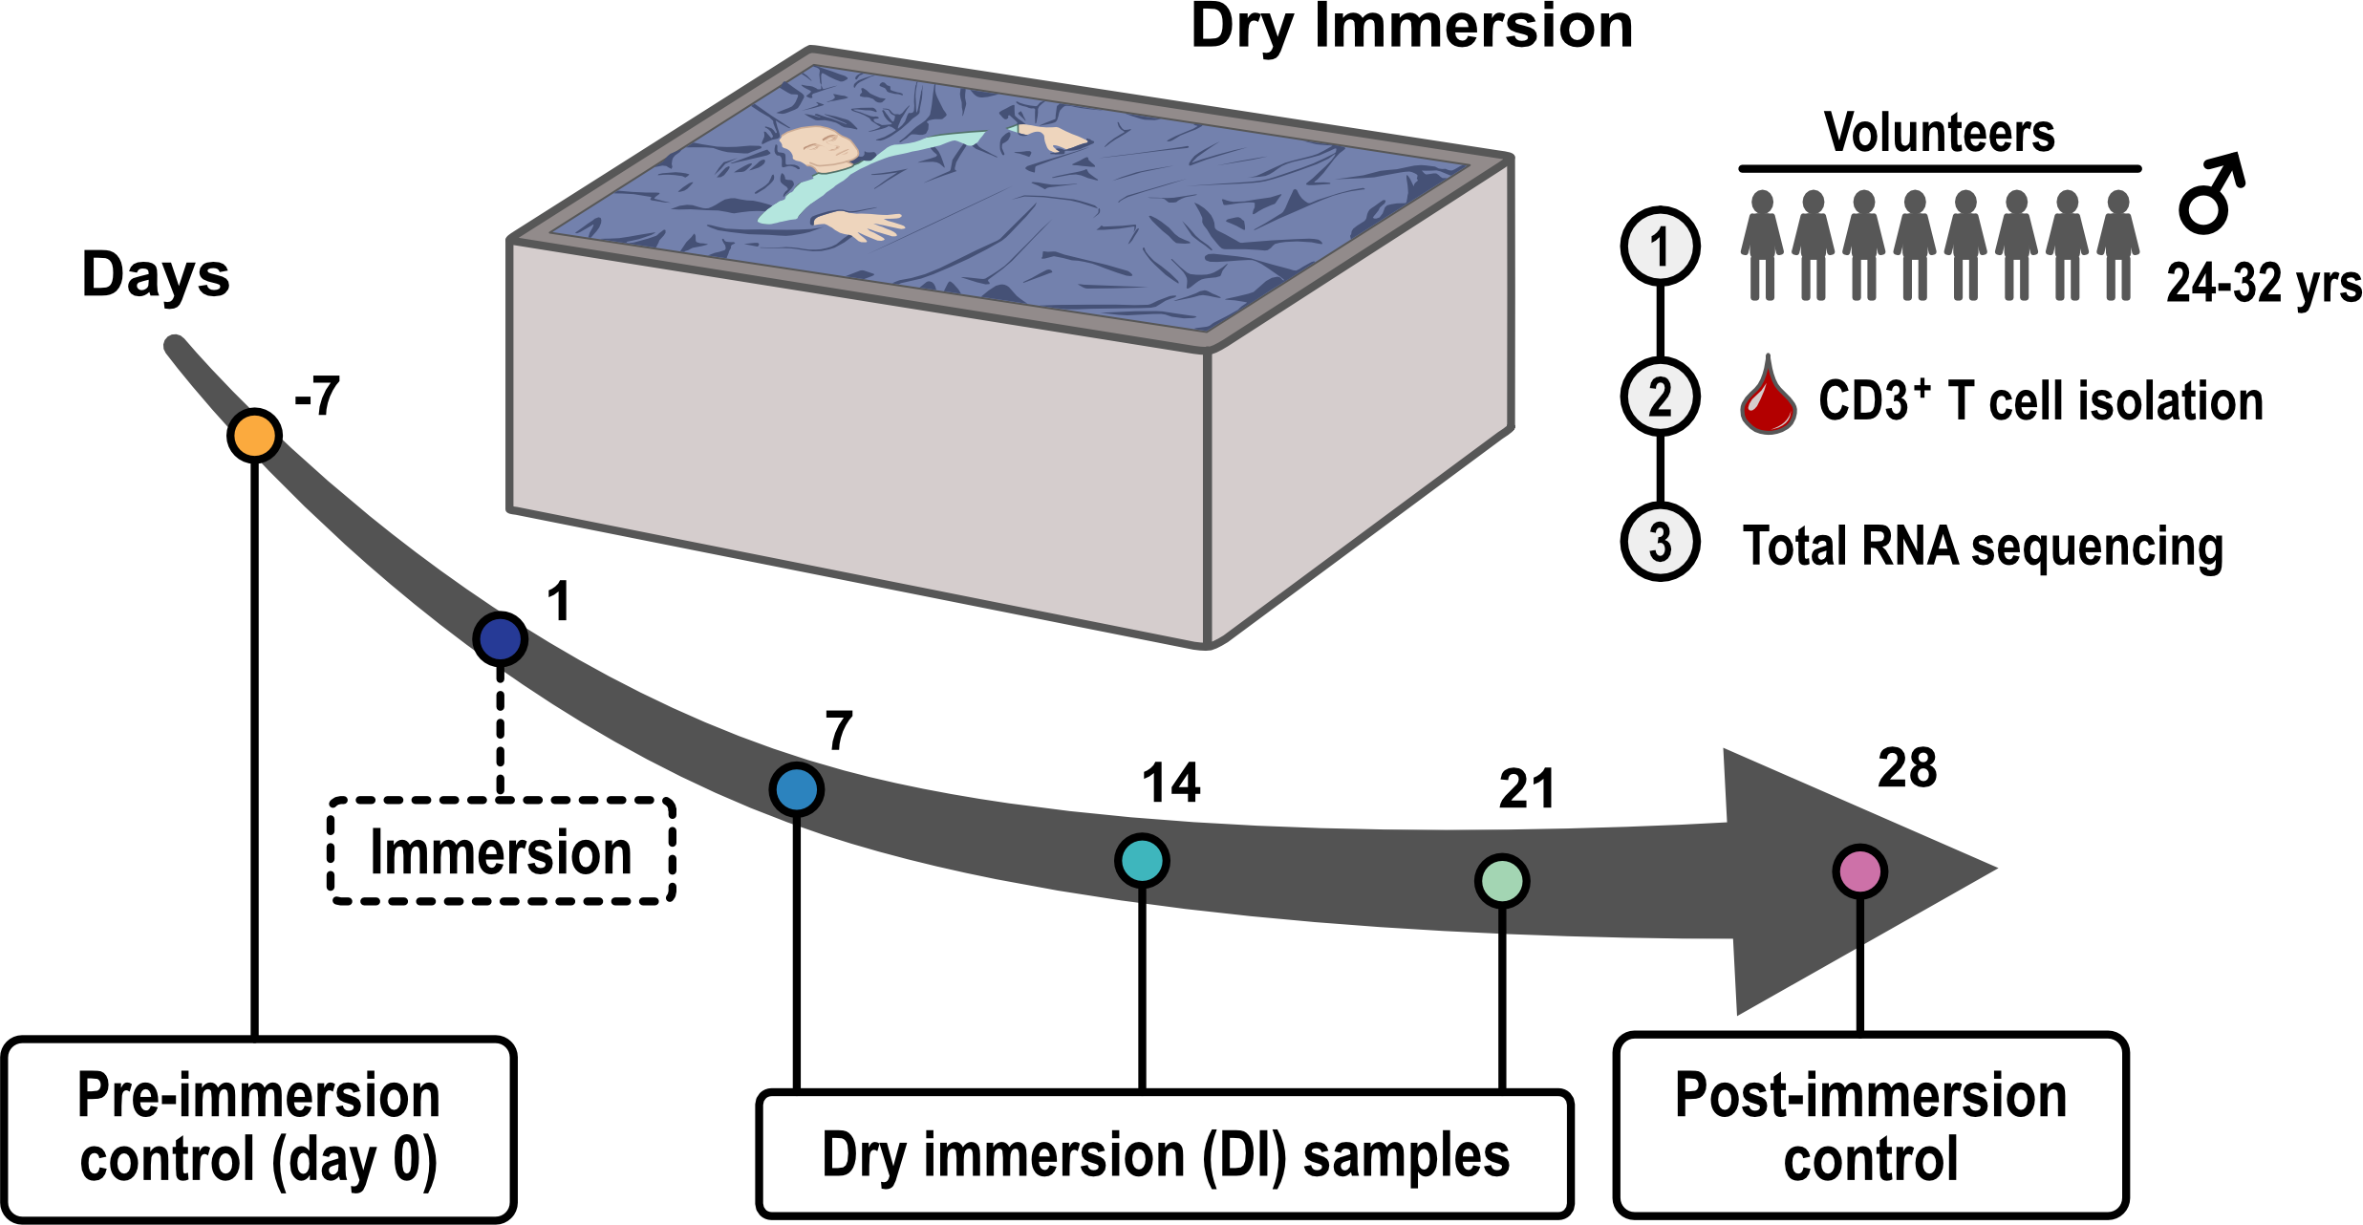 Dry Immersion
Volunteers
24-32 yrs
1
2
CD3⁺ T cell isolation
3
Total RNA sequencing
Days
-7
1
7
14
21
28
Immersion
Pre-immersion
control (day 0)
Dry immersion (DI) samples
Post-immersion
control